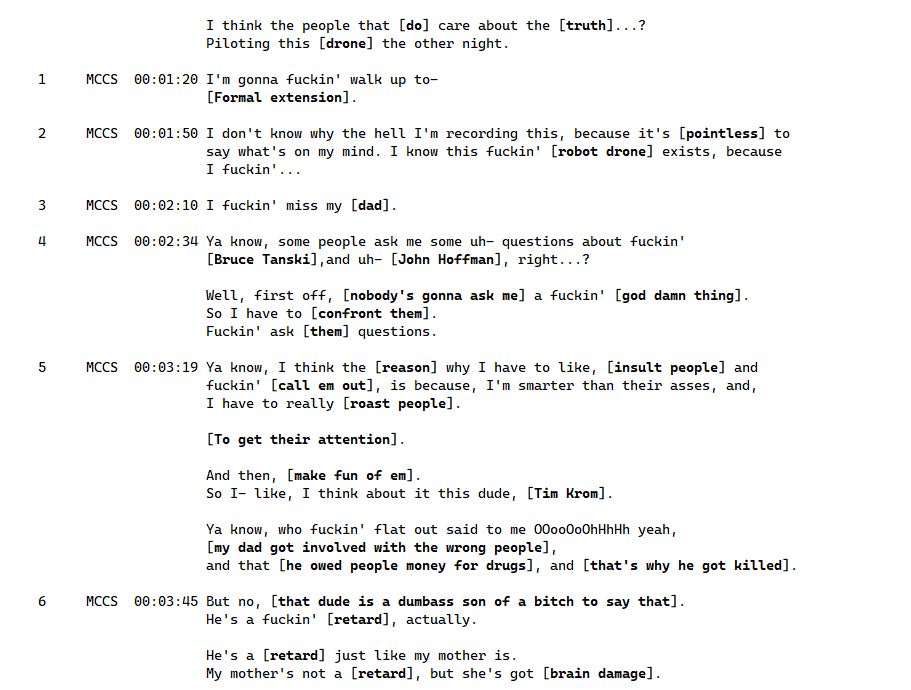 I think the people that [do] care about the [truth]...?
Piloting this [drone] the other night.
1 MCCS 00:01:20 I'm gonna fuckin' walk up to—
[Formal extension].
2 MCCS 00:01:50 I don't know why the hell I'm recording this, because it's [pointless] to
say what's on my mind. I know this fuckin' [robot drone] exists, because
I fuckin'...
3 MCCS 00:02:10 I fuckin' miss my [dad].
4 MCCS 00:02:34 Ya know, some people ask me some uh— questions about fuckin'
[Bruce Tanski],and uh— [John Hoffman], right...?
Well, first off, [nobody's gonna ask me] a fuckin' [god damn thing].
So I have to [confront them].
Fuckin' ask [them] questions.
5 MCCS 00:03:19 Ya know, I think the [reason] why I have to like, [insult people] and
fuckin' [call em out], is because, I'm smarter than their asses, and,
I have to really [roast people].
[To get their attention].
And then, [make fun of em].
So I— like, I think about it this dude, [Tim Krom].
Ya know, who fuckin' flat out said to me OOooOoOhHhHh yeah,
[my dad got involved with the wrong people],
and that [he owed people money for drugs], and [that's why he got killed].
6 MCCS 00:03:45 But no, [that dude is a dumbass son of a bitch to say that].
He's a fuckin' [retard], actually.
He's a [retard] just like my mother is.
My mother's not a [retard], but she's got [brain damage].